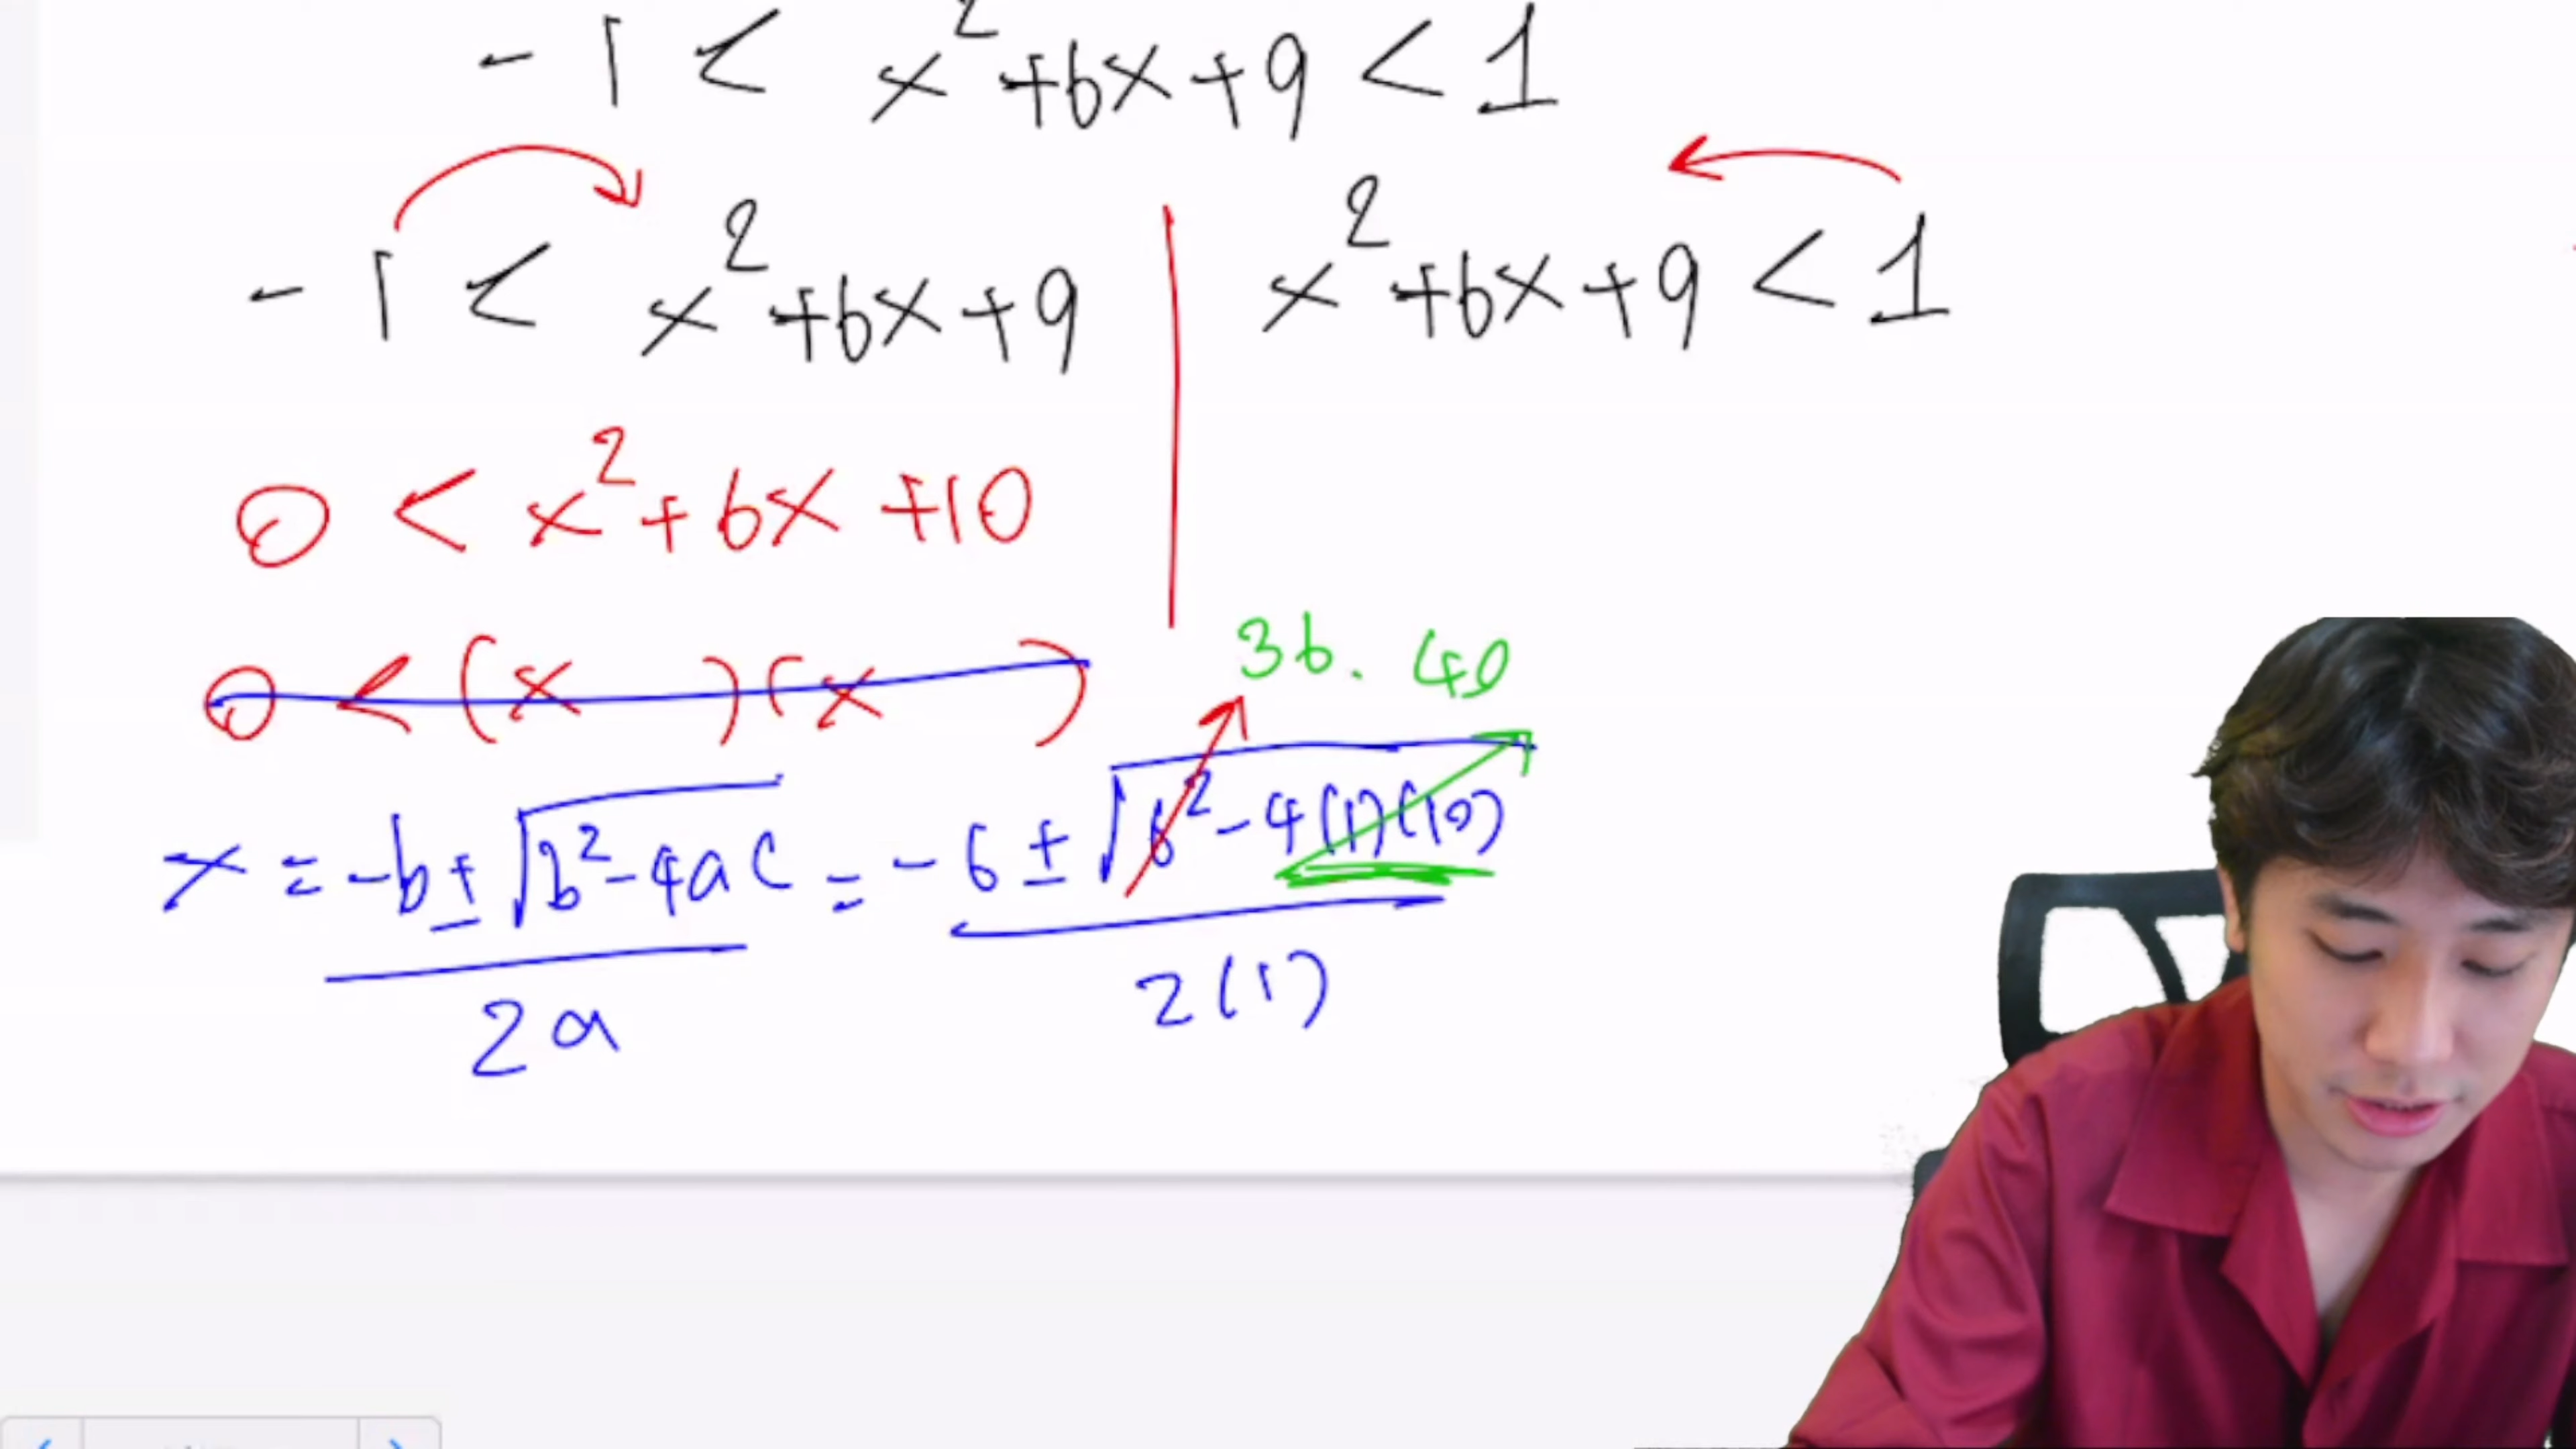 -1 < x² + 6x + 9 < 1
-1 < x² + 6x + 9
x² + 6x + 9 < 1
0 < x² + 6x + 10
0 < (x    )(x    )
36 . 40
x = -b ± √b² - 4ac / 2a = -6 ± √6² - 4(1)(10) / 2(1)